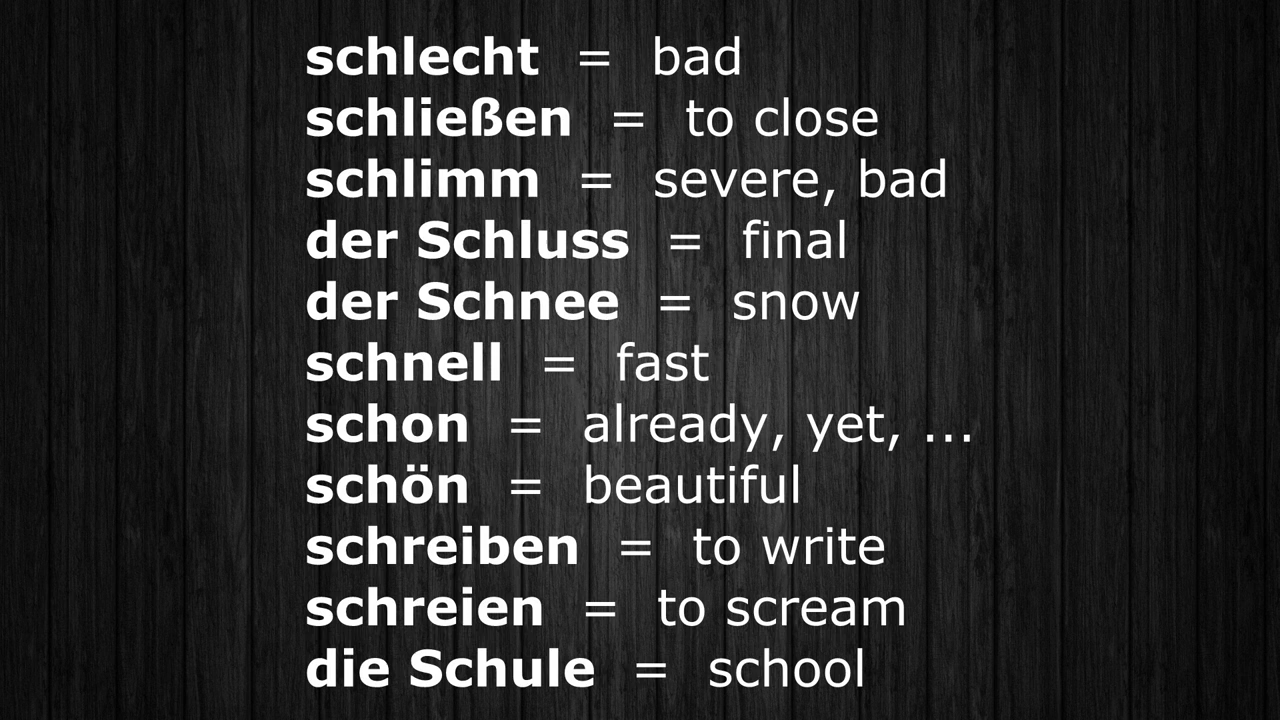 schlecht = bad
schließen = to close
schlimm = severe, bad
der Schluss = final
der Schnee = snow
schnell = fast
schon = already, yet, ...
schön = beautiful
schreiben = to write
schreien = to scream
die Schule = school